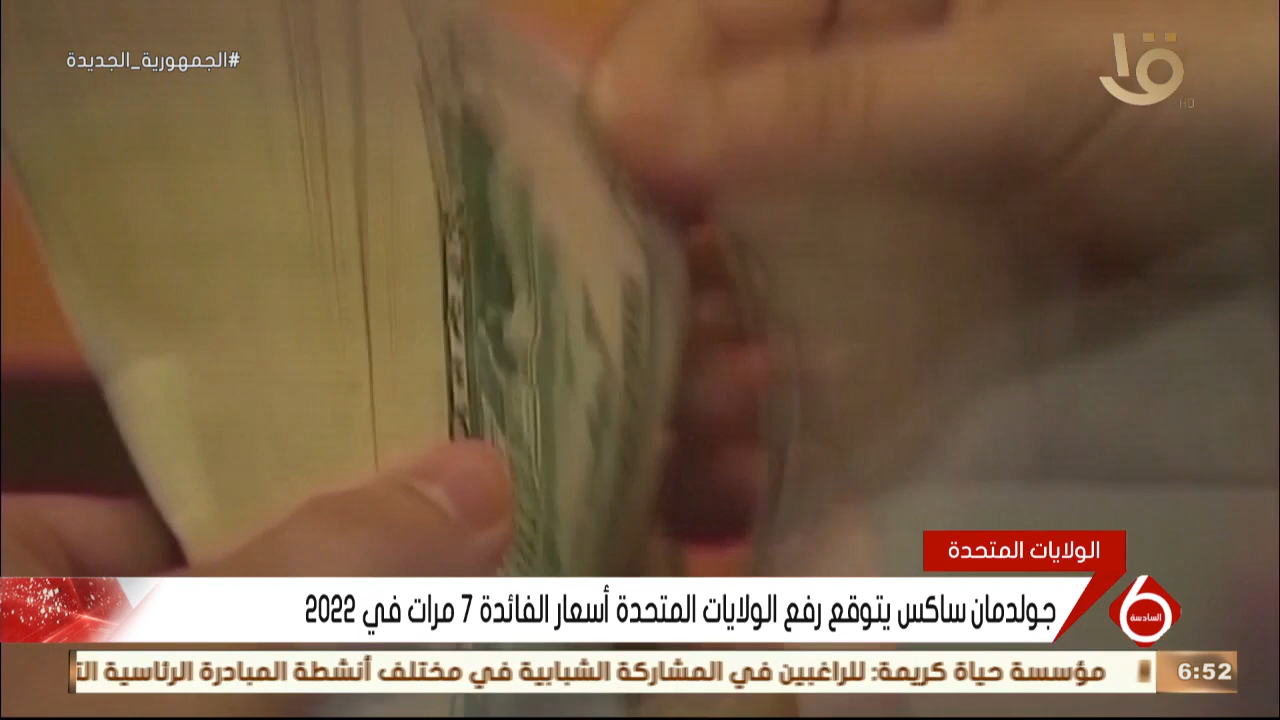 #الجمهورية_الجديدة
HD
الولايات المتحدة
جولدمان ساكس يتوقع رفع الولايات المتحدة أسعار الفائدة 7 مرات في 2022
السادسة
مؤسسة حياة كريمة: للراغبين في المشاركة الشبابية في مختلف أنشطة المبادرة الرئاسية
6:52